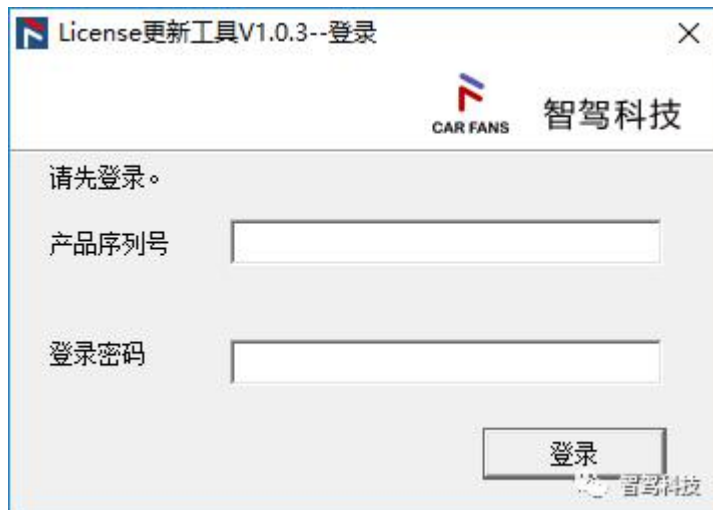 License更新工具V1.0.3--登录
CAR FANS 智驾科技
请先登录。
产品序列号
登录密码
登录
智驾科技